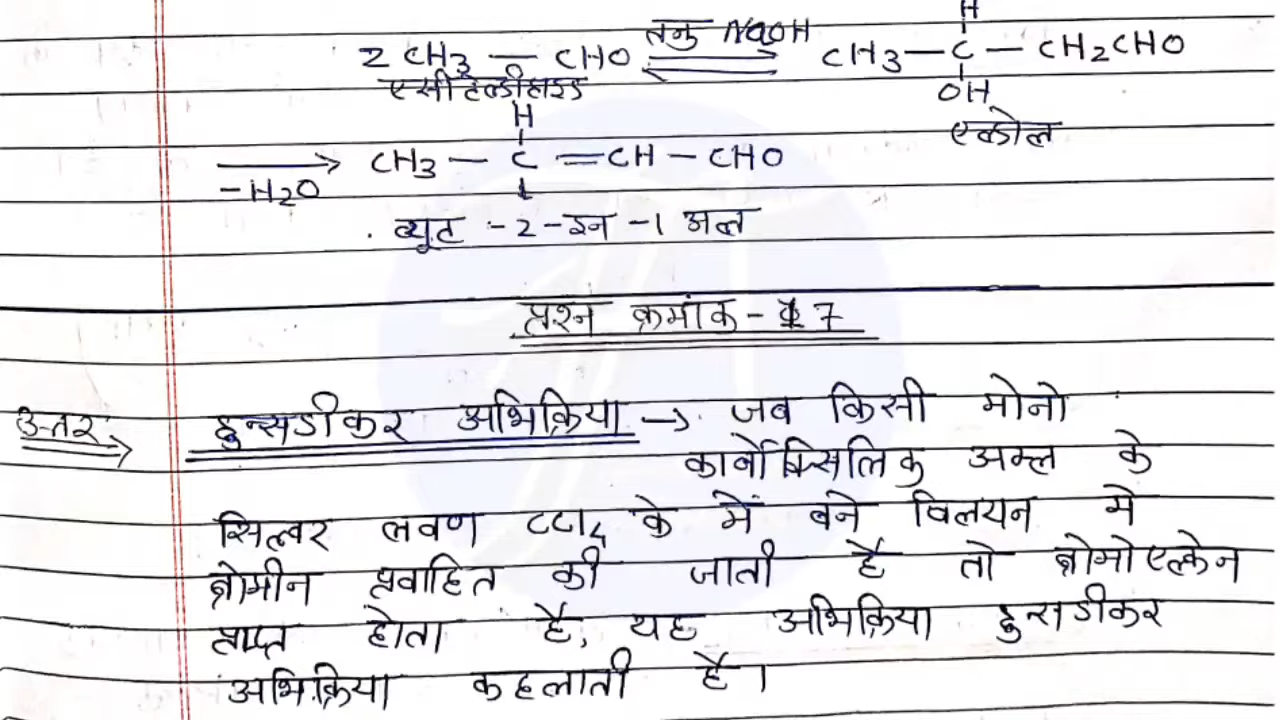 H
2 CH3 — CHO तनु NaOH ⇌ CH3 — C — CH2CHO
एसीटेल्डीहाइड
OH
एल्डोल
H
—H2O → CH3 — C = CH — CHO
ब्यूट -2-इन -1 अल
प्रश्न क्रमांक - 17
उत्तर → हुन्सडीकर अभिक्रिया → जब किसी मोनो
कार्बोक्सिलिक अम्ल के
सिल्वर लवण CCl4 के में बने विलयन मे
ब्रोमीन प्रवाहित की जाती है तो ब्रोमोएल्केन
प्राप्त होता है, यह अभिक्रिया हुन्सडीकर
अभिक्रिया कहलाती है।